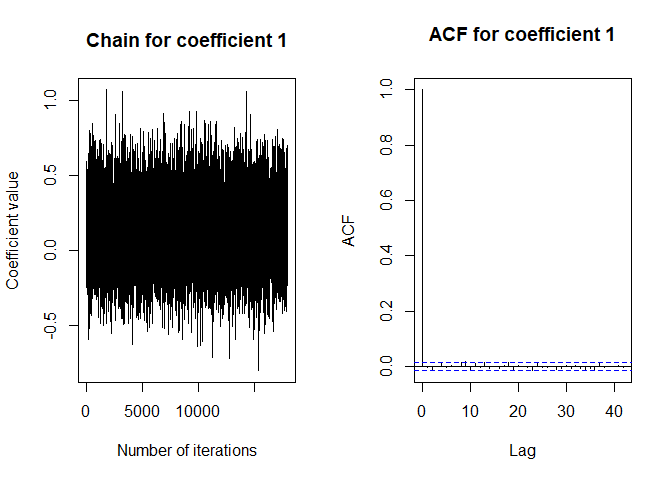 Chain for coefficient 1
Coefficient value
1.0
0.5
0.0
-0.5
0 5000 10000
Number of iterations
ACF for coefficient 1
ACF
1.0
0.8
0.6
0.4
0.2
0.0
0 10 20 30 40
Lag